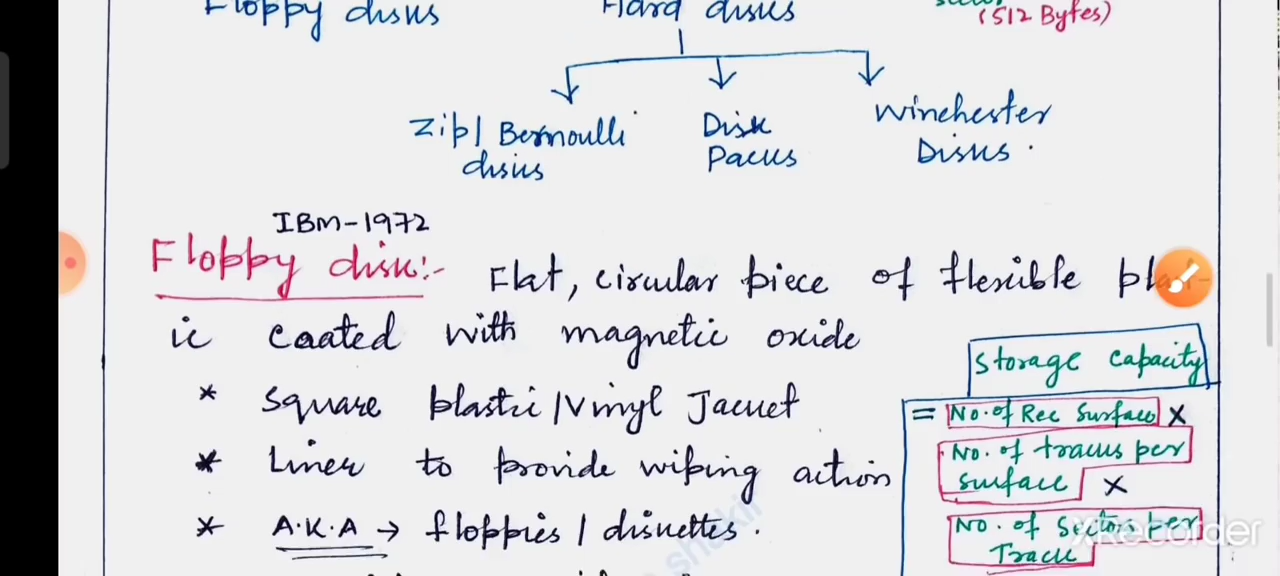 Floppy disks Hard disks
(512 Bytes)
Zip/ Bernoulli Disk Winchester
disks Packs Disks.
IBM-1972
Floppy disk:- Flat, circular piece of flexible
ic coated with magnetic oxide
* square plastic/Vinyl Jacket
* Liner to provide wiping action
* A.K.A → floppies / diskettes.
Storage capacity
= No. of Rec Surface ×
No. of tracks per
surface ×
No. of Sectors per
Track
XRecorder